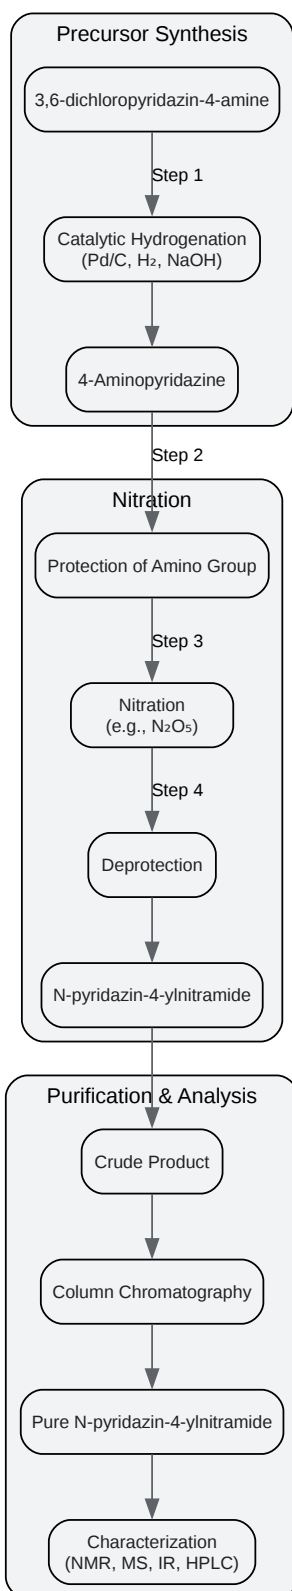 Precursor Synthesis
3,6-dichloropyridazin-4-amine
Step 1
Catalytic Hydrogenation
(Pd/C, H₂, NaOH)
4-Aminopyridazine
Step 2
Nitration
Protection of Amino Group
Step 3
Nitration
(e.g., N₂O₅)
Step 4
Deprotection
N-pyridazin-4-ylnitramide
Purification & Analysis
Crude Product
Column Chromatography
Pure N-pyridazin-4-ylnitramide
Characterization
(NMR, MS, IR, HPLC)